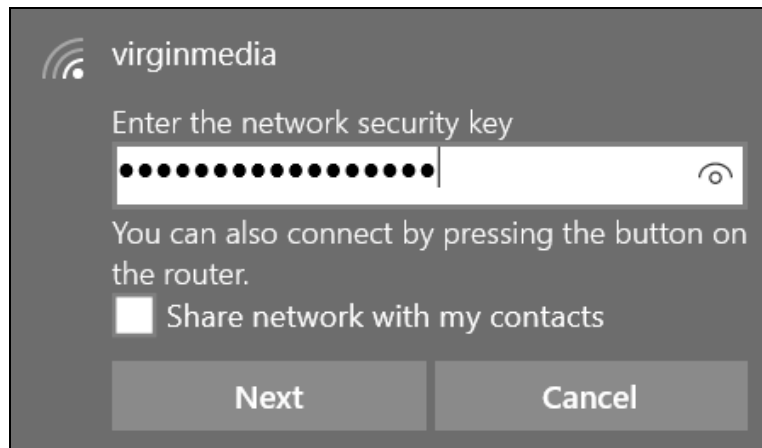 virginmedia
Enter the network security key
●●●●●●●●●●●●●●●●●
You can also connect by pressing the button on
the router.
Share network with my contacts
Next
Cancel